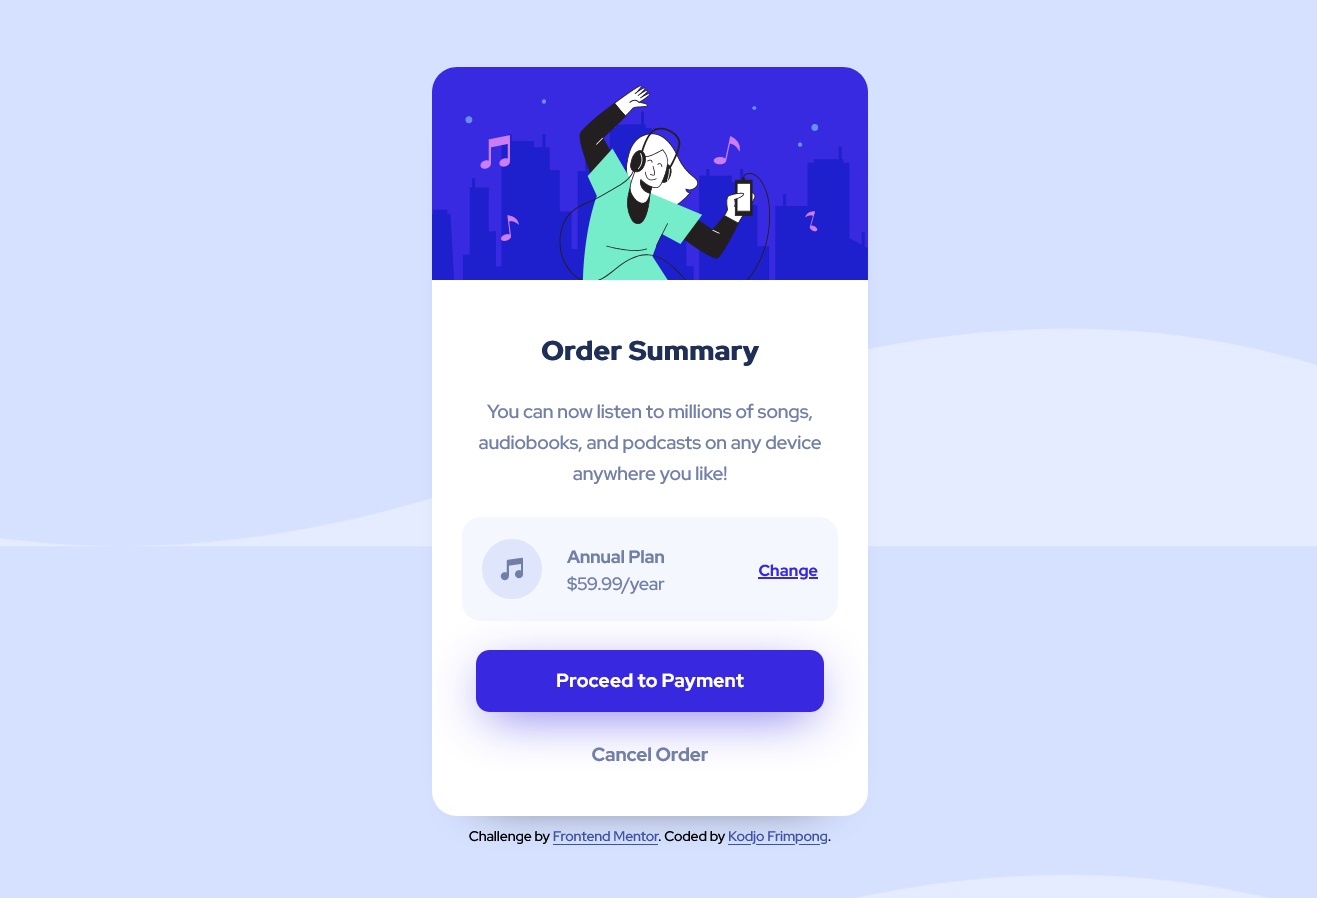 Order Summary
You can now listen to millions of songs,
audiobooks, and podcasts on any device
anywhere you like!
Annual Plan
$59.99/year
Change
Proceed to Payment
Cancel Order
Challenge by Frontend Mentor. Coded by Kodjo Frimpong.